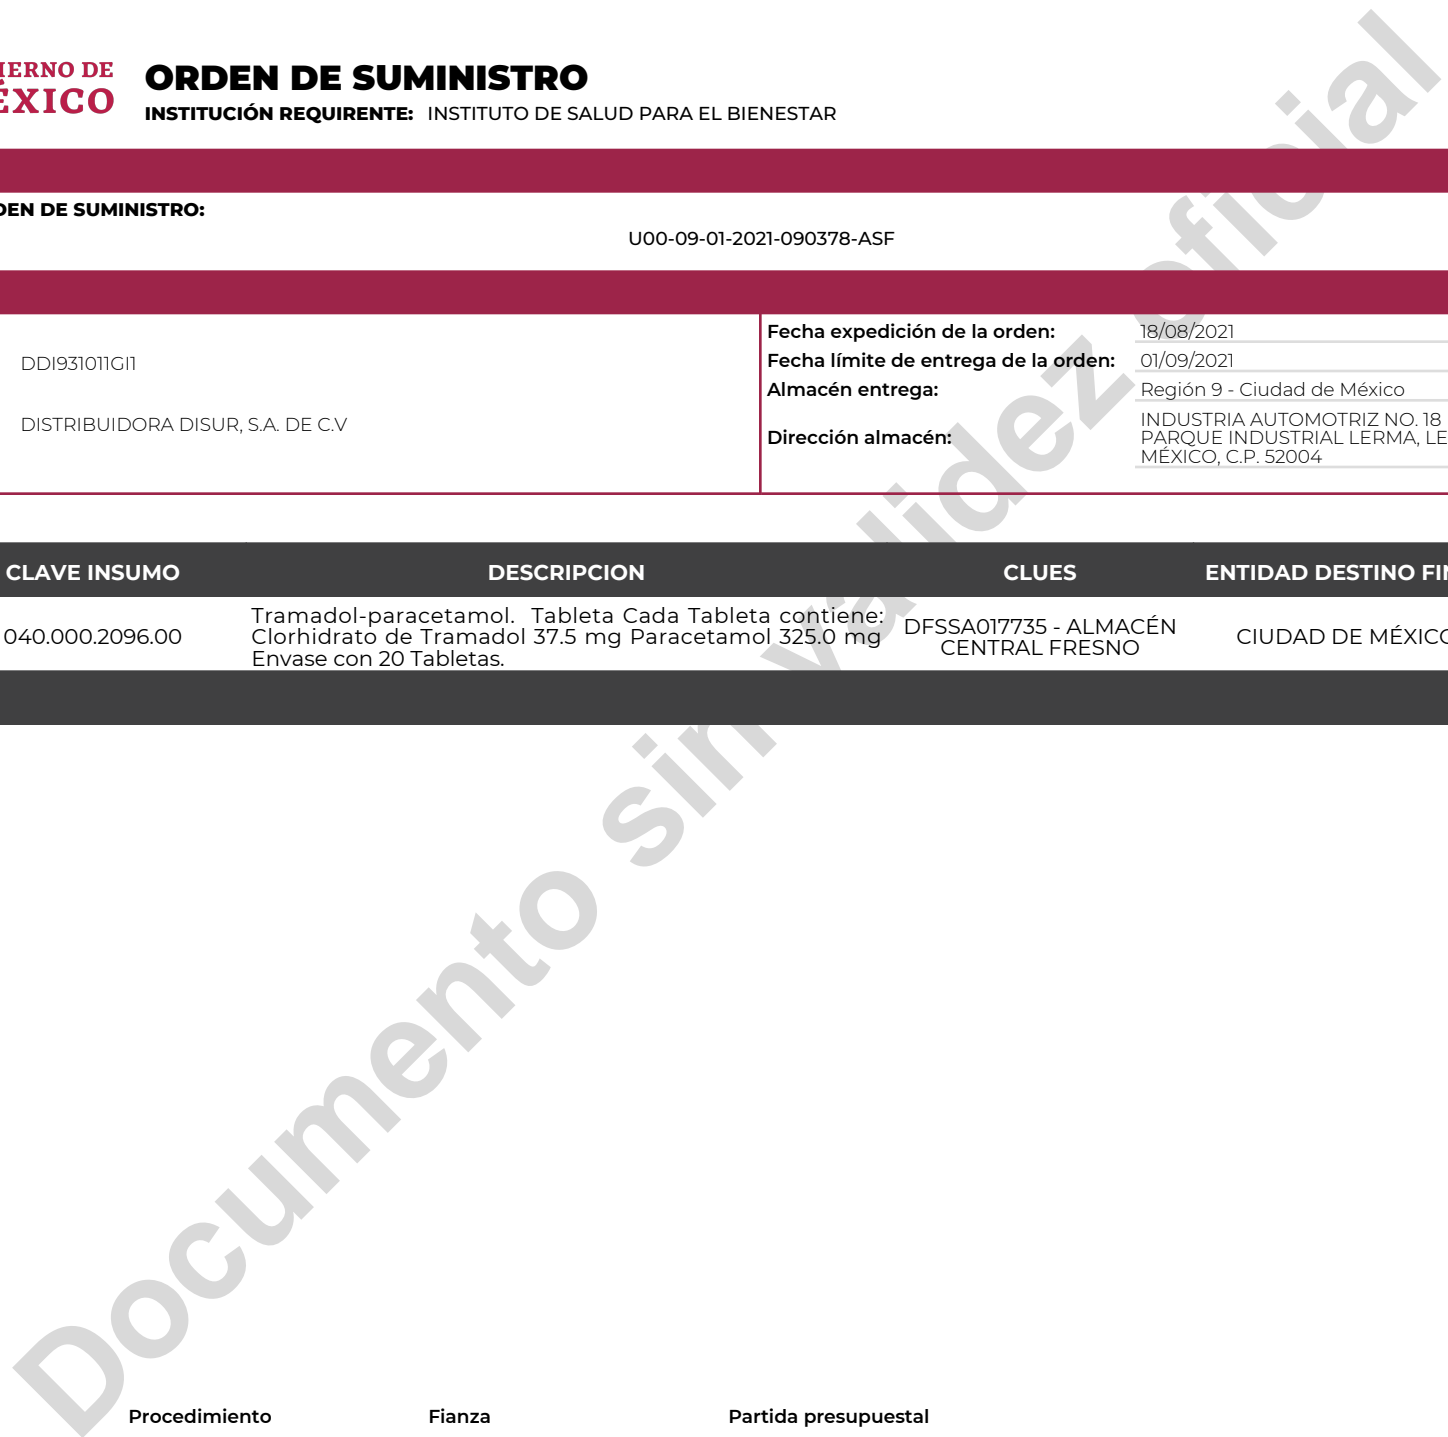 IERNO DE
ÉXICO
ORDEN DE SUMINISTRO
INSTITUCIÓN REQUIRENTE: INSTITUTO DE SALUD PARA EL BIENESTAR
DEN DE SUMINISTRO:
U00-09-01-2021-090378-ASF
DDI931011GI1
DISTRIBUIDORA DISUR, S.A. DE C.V
Fecha expedición de la orden: 18/08/2021
Fecha límite de entrega de la orden: 01/09/2021
Almacén entrega: Región 9 - Ciudad de México
Dirección almacén:
INDUSTRIA AUTOMOTRIZ NO. 18
PARQUE INDUSTRIAL LERMA, LE
MÉXICO, C.P. 52004
CLAVE INSUMO DESCRIPCION CLUES ENTIDAD DESTINO FIN
040.000.2096.00
Tramadol-paracetamol. Tableta Cada Tableta contiene:
Clorhidrato de Tramadol 37.5 mg Paracetamol 325.0 mg
Envase con 20 Tabletas.
DFSSA017735 - ALMACÉN
CENTRAL FRESNO
CIUDAD DE MÉXICO
Documento sin validez oficial
Procedimiento Fianza Partida presupuestal